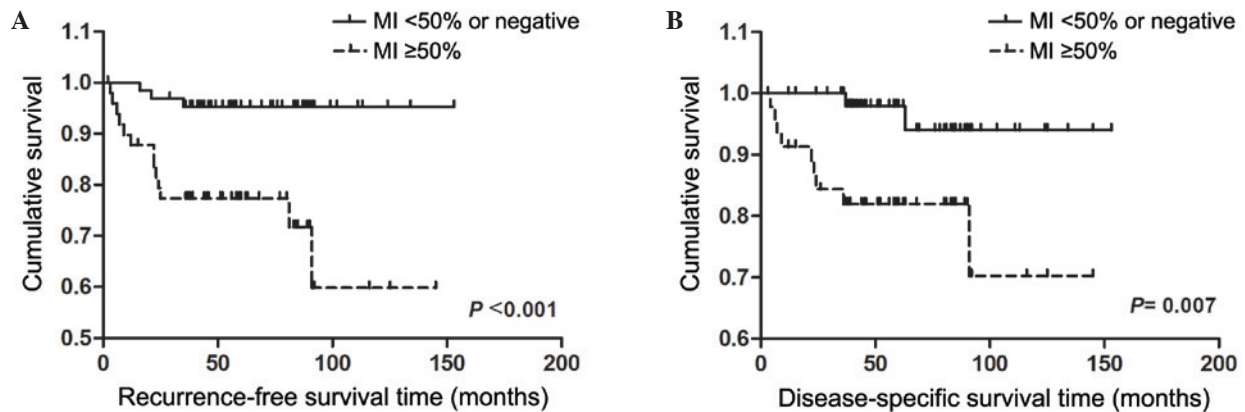 A
MI <50% or negative
MI ≥50%
1.1
1.0
0.9
0.8
0.7
0.6
0.5
Cumulative survival
P <0.001
0
50
100
150
200
Recurrence-free survival time (months)
B
MI <50% or negative
MI ≥50%
1.1
1.0
0.9
0.8
0.7
0.6
Cumulative survival
P= 0.007
0
50
100
150
200
Disease-specific survival time (months)